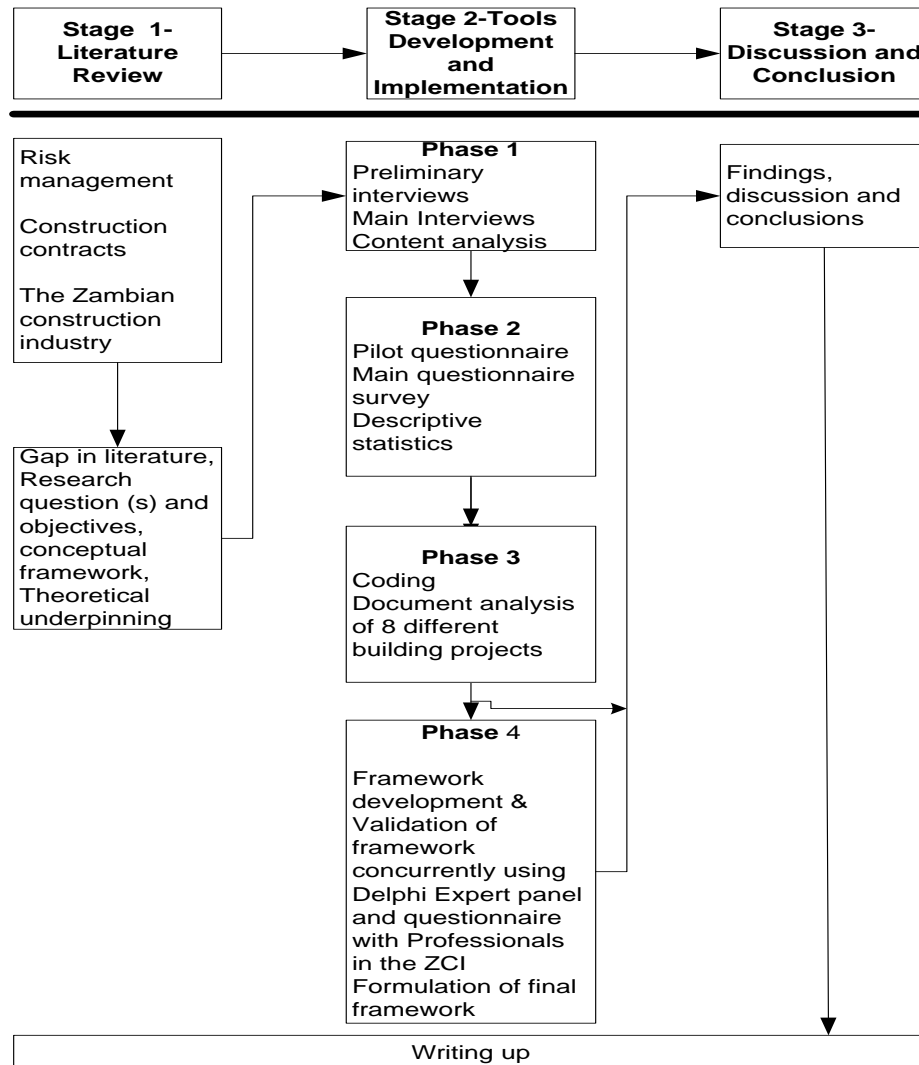 Stage 1-
Literature
Review
Stage 2-Tools
Development
and
Implementation
Stage 3-
Discussion and
Conclusion
Risk
management
Construction
contracts
The Zambian
construction
industry
Gap in literature,
Research
question (s) and
objectives,
conceptual
framework,
Theoretical
underpinning
Phase 1
Preliminary
interviews
Main Interviews
Content analysis
Phase 2
Pilot questionnaire
Main questionnaire
survey
Descriptive
statistics
Phase 3
Coding
Document analysis
of 8 different
building projects
Phase 4
Framework
development &
Validation of
framework
concurrently using
Delphi Expert panel
and questionnaire
with Professionals
in the ZCI
Formulation of final
framework
Findings,
discussion and
conclusions
Writing up